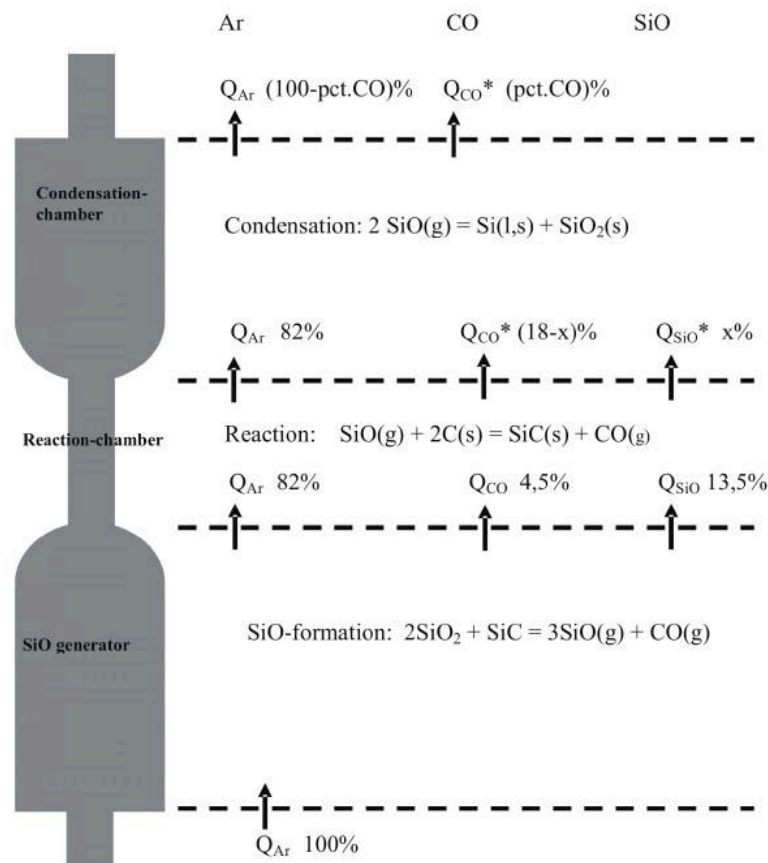 Ar CO SiO
Q_Ar (100-pct.CO)% Q_CO* (pct.CO)%
Condensation-
chamber
Condensation: 2 SiO(g) = Si(l,s) + SiO₂(s)
Q_Ar 82% Q_CO* (18-x)% Q_SiO* x%
Reaction-chamber
Reaction: SiO(g) + 2C(s) = SiC(s) + CO(g)
Q_Ar 82% Q_CO 4,5% Q_SiO 13,5%
SiO generator
SiO-formation: 2SiO₂ + SiC = 3SiO(g) + CO(g)
Q_Ar 100%